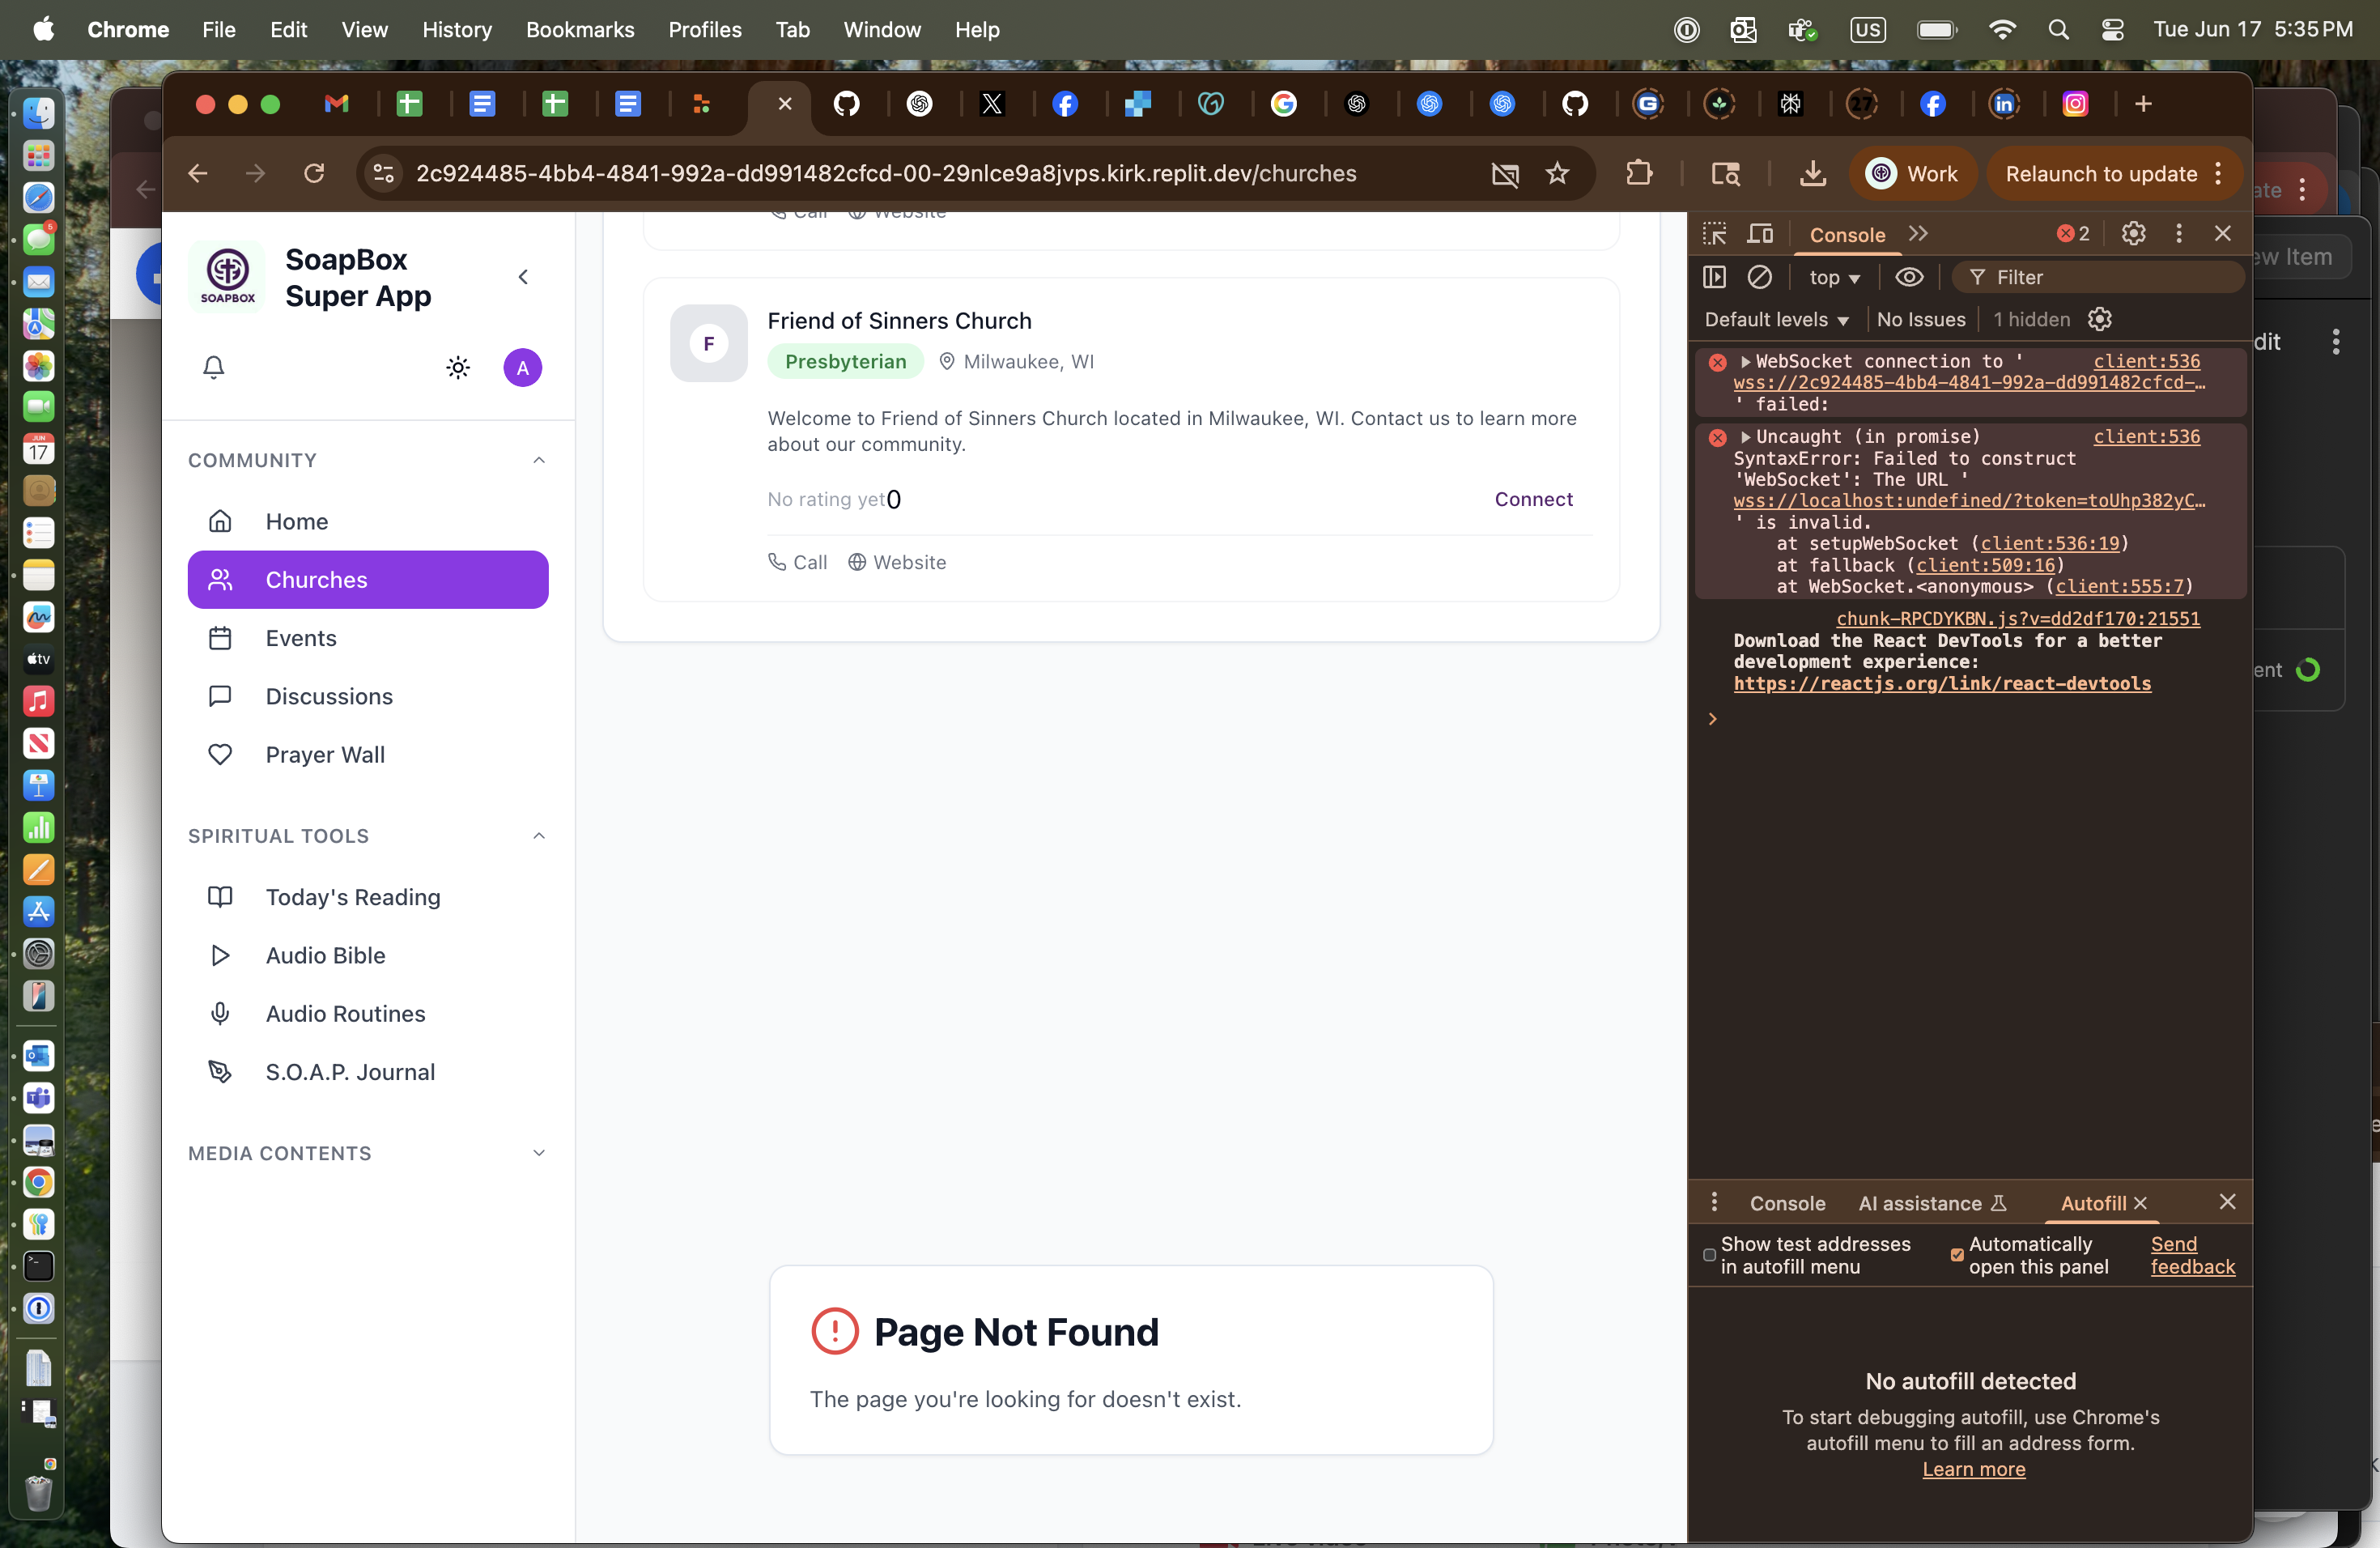 Chrome File Edit View History Bookmarks Profiles Tab Window Help
US
Tue Jun 17 5:35 PM
2c924485-4bb4-4841-992a-dd991482cfcd-00-29nlce9a8jvps.kirk.replit.dev/churches
Work
Relaunch to update
SOAPBOX
SoapBox
Super App
A
COMMUNITY
Home
Churches
Events
Discussions
Prayer Wall
SPIRITUAL TOOLS
Today's Reading
Audio Bible
Audio Routines
S.O.A.P. Journal
MEDIA CONTENTS
Call Website
F
Friend of Sinners Church
Presbyterian Milwaukee, WI
Welcome to Friend of Sinners Church located in Milwaukee, WI. Contact us to learn more
about our community.
No rating yet0
Connect
Call Website
Page Not Found
The page you're looking for doesn't exist.
Console
2
top
Filter
Default levels No Issues 1 hidden
WebSocket connection to ' client:536
wss://2c924485-4bb4-4841-992a-dd991482cfcd-…
' failed:
Uncaught (in promise) client:536
SyntaxError: Failed to construct
'WebSocket': The URL '
wss://localhost:undefined/?token=toUhp382yC…
' is invalid.
at setupWebSocket (client:536:19)
at fallback (client:509:16)
at WebSocket.<anonymous> (client:555:7)
chunk-RPCDYKBN.js?v=dd2df170:21551
Download the React DevTools for a better
development experience:
https://reactjs.org/link/react-devtools
Console AI assistance Autofill
Show test addresses
in autofill menu
Automatically
open this panel
Send
feedback
No autofill detected
To start debugging autofill, use Chrome's
autofill menu to fill an address form.
Learn more
JUN
17
5
tv
27